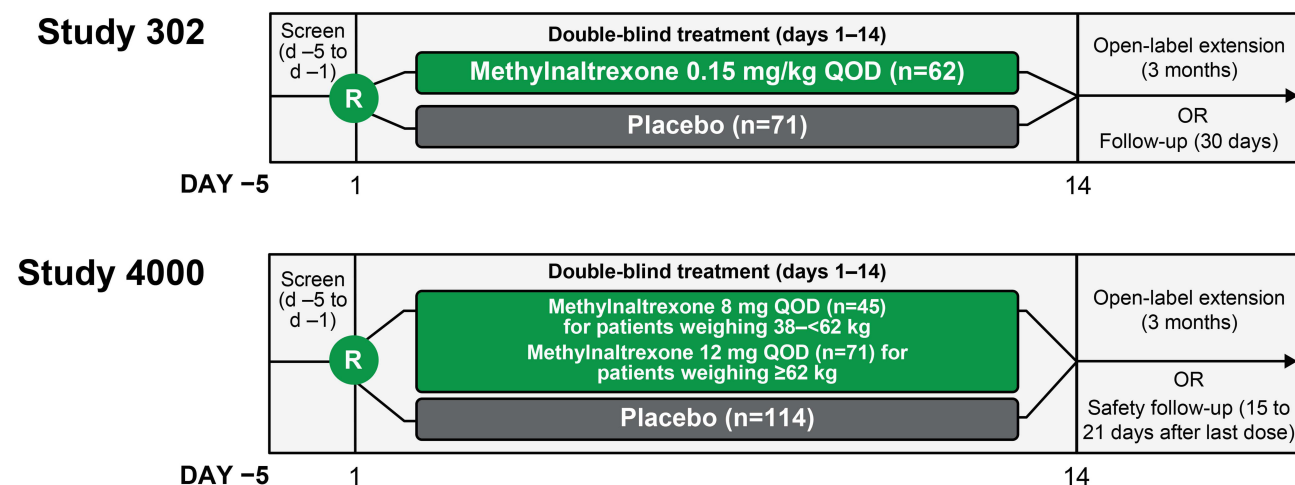 Study 302
Screen
(d –5 to
d –1)
R
Double-blind treatment (days 1–14)
Methylnaltrexone 0.15 mg/kg QOD (n=62)
Placebo (n=71)
Open-label extension
(3 months)
OR
Follow-up (30 days)
DAY −5
1
14
Study 4000
Screen
(d –5 to
d –1)
R
Double-blind treatment (days 1–14)
Methylnaltrexone 8 mg QOD (n=45)
for patients weighing 38–<62 kg
Methylnaltrexone 12 mg QOD (n=71) for
patients weighing ≥62 kg
Placebo (n=114)
Open-label extension
(3 months)
OR
Safety follow-up (15 to
21 days after last dose)
DAY −5
1
14